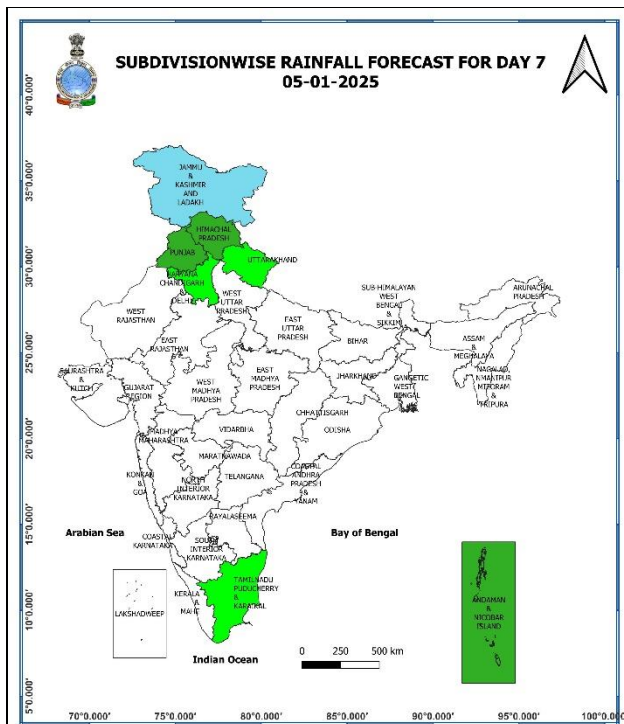 SUBDIVISIONWISE RAINFALL FORECAST FOR DAY 7
05-01-2025
40°0.000'
35°0.000'
30°0.000'
25°0.000'
20°0.000'
15°0.000'
10°0.000'
5°0.000'
JAMMU
&
KASHMIR
AND
LADAKH
HIMACHAL
PRADESH
PUNJAB
UTTARAKHAND
HARYANA
CHANDIGARH
&
DELHI
WEST
UTTAR
PRADESH
SUB-HIMALAYAN
WEST
BENGAL
&
SIKKIM
ARUNACHAL
PRADESH
WEST
RAJASTHAN
EAST
RAJASTHAN
EAST
UTTAR
PRADESH
BIHAR
ASSAM
&
MEGHALAYA
NAGALAND
MANIPUR
MIZORAM
&
TRIPURA
SAURASHTRA
&
KUTCH
GUJARAT
REGION
WEST
MADHYA
PRADESH
EAST
MADHYA
PRADESH
JHARKHAND
GANGETIC
WEST
BENGAL
CHHATTISGARH
ODISHA
MADHYA
MAHARASHTRA
VIDARBHA
MARATHWADA
KONKAN
&
GOA
NORTH
INTERIOR
KARNATAKA
TELANGANA
COASTAL
ANDHRA
PRADESH
&
YANAM
RAYALASEEMA
Arabian Sea
COASTAL
KARNATAKA
SOUTH
INTERIOR
KARNATAKA
Bay of Bengal
LAKSHADWEEP
KERALA
&
MAHE
TAMILNADU
PUDUCHERRY
&
KARAIKAL
ANDAMAN
&
NICOBAR
ISLAND
Indian Ocean
0 250 500 km
70°0.000' 75°0.000' 80°0.000' 85°0.000' 90°0.000' 95°0.000' 100°0.0